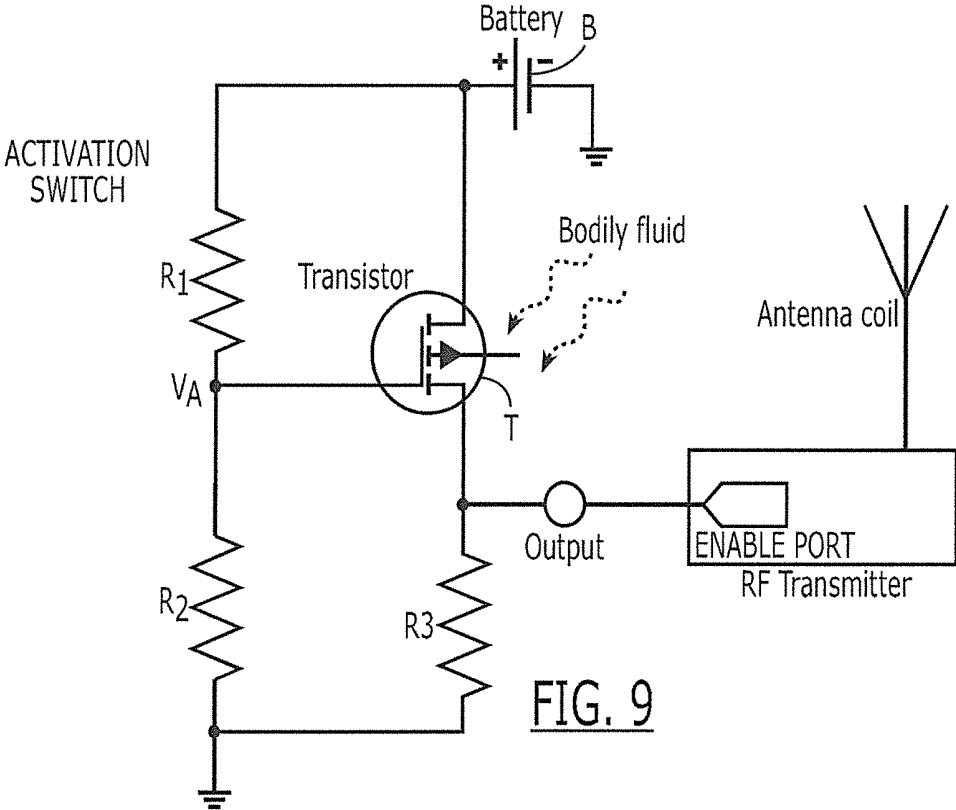 Battery
B
+ −
ACTIVATION
SWITCH
Bodily fluid
R1
Transistor
Antenna coil
VA
T
Output
ENABLE PORT
RF Transmitter
R2
R3
FIG. 9